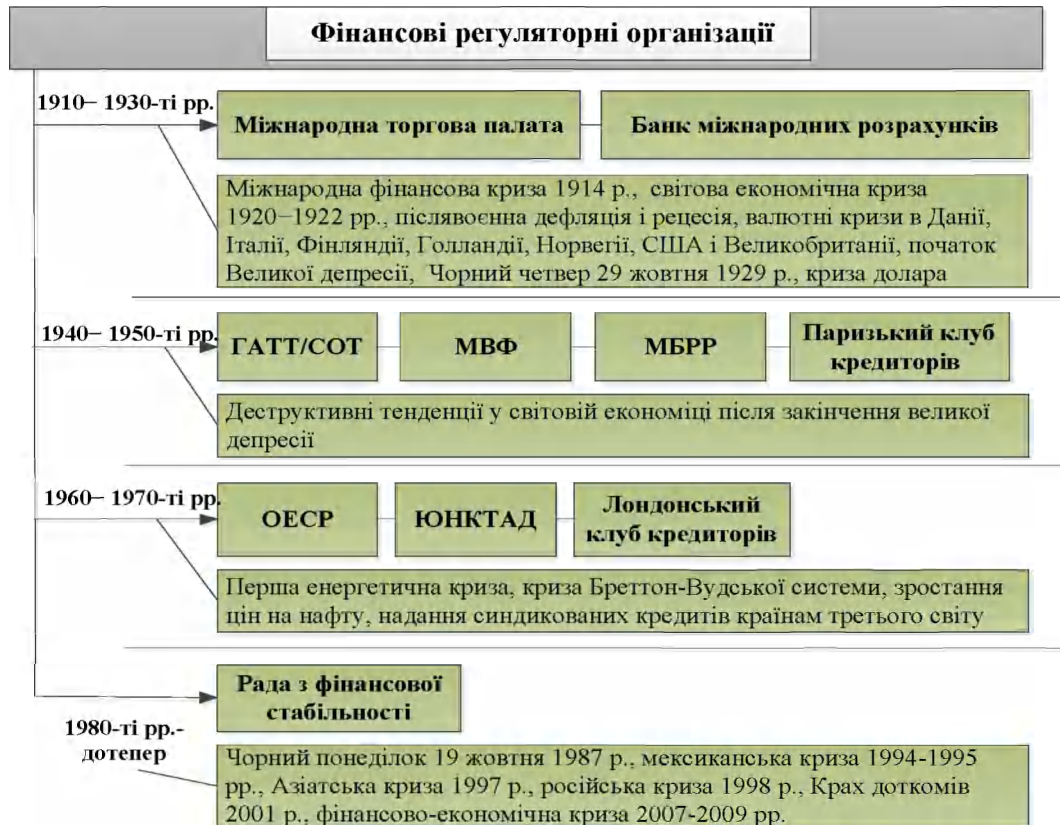 Фінансові регуляторні організації
1910– 1930-ті рр.
Міжнародна торгова палата
Банк міжнародних розрахунків
Міжнародна фінансова криза 1914 р., світова економічна криза
1920–1922 рр., післявоєнна дефляція і рецесія, валютні кризи в Данії,
Італії, Фінляндії, Голландії, Норвегії, США і Великобританії, початок
Великої депресії, Чорний четвер 29 жовтня 1929 р., криза долара
1940– 1950-ті рр.
ГАТТ/СОТ
МВФ
МБРР
Паризький клуб
кредиторів
Деструктивні тенденції у світовій економіці після закінчення великої
депресії
1960– 1970-ті рр.
ОЕСР
ЮНКТАД
Лондонський
клуб кредиторів
Перша енергетична криза, криза Бреттон-Вудської системи, зростання
цін на нафту, надання синдикованих кредитів країнам третього світу
Рада з фінансової
стабільності
1980-ті рр.-
дотепер
Чорний понеділок 19 жовтня 1987 р., мексиканська криза 1994-1995
рр., Азіатська криза 1997 р., російська криза 1998 р., Крах доткомів
2001 р., фінансово-економічна криза 2007-2009 рр.